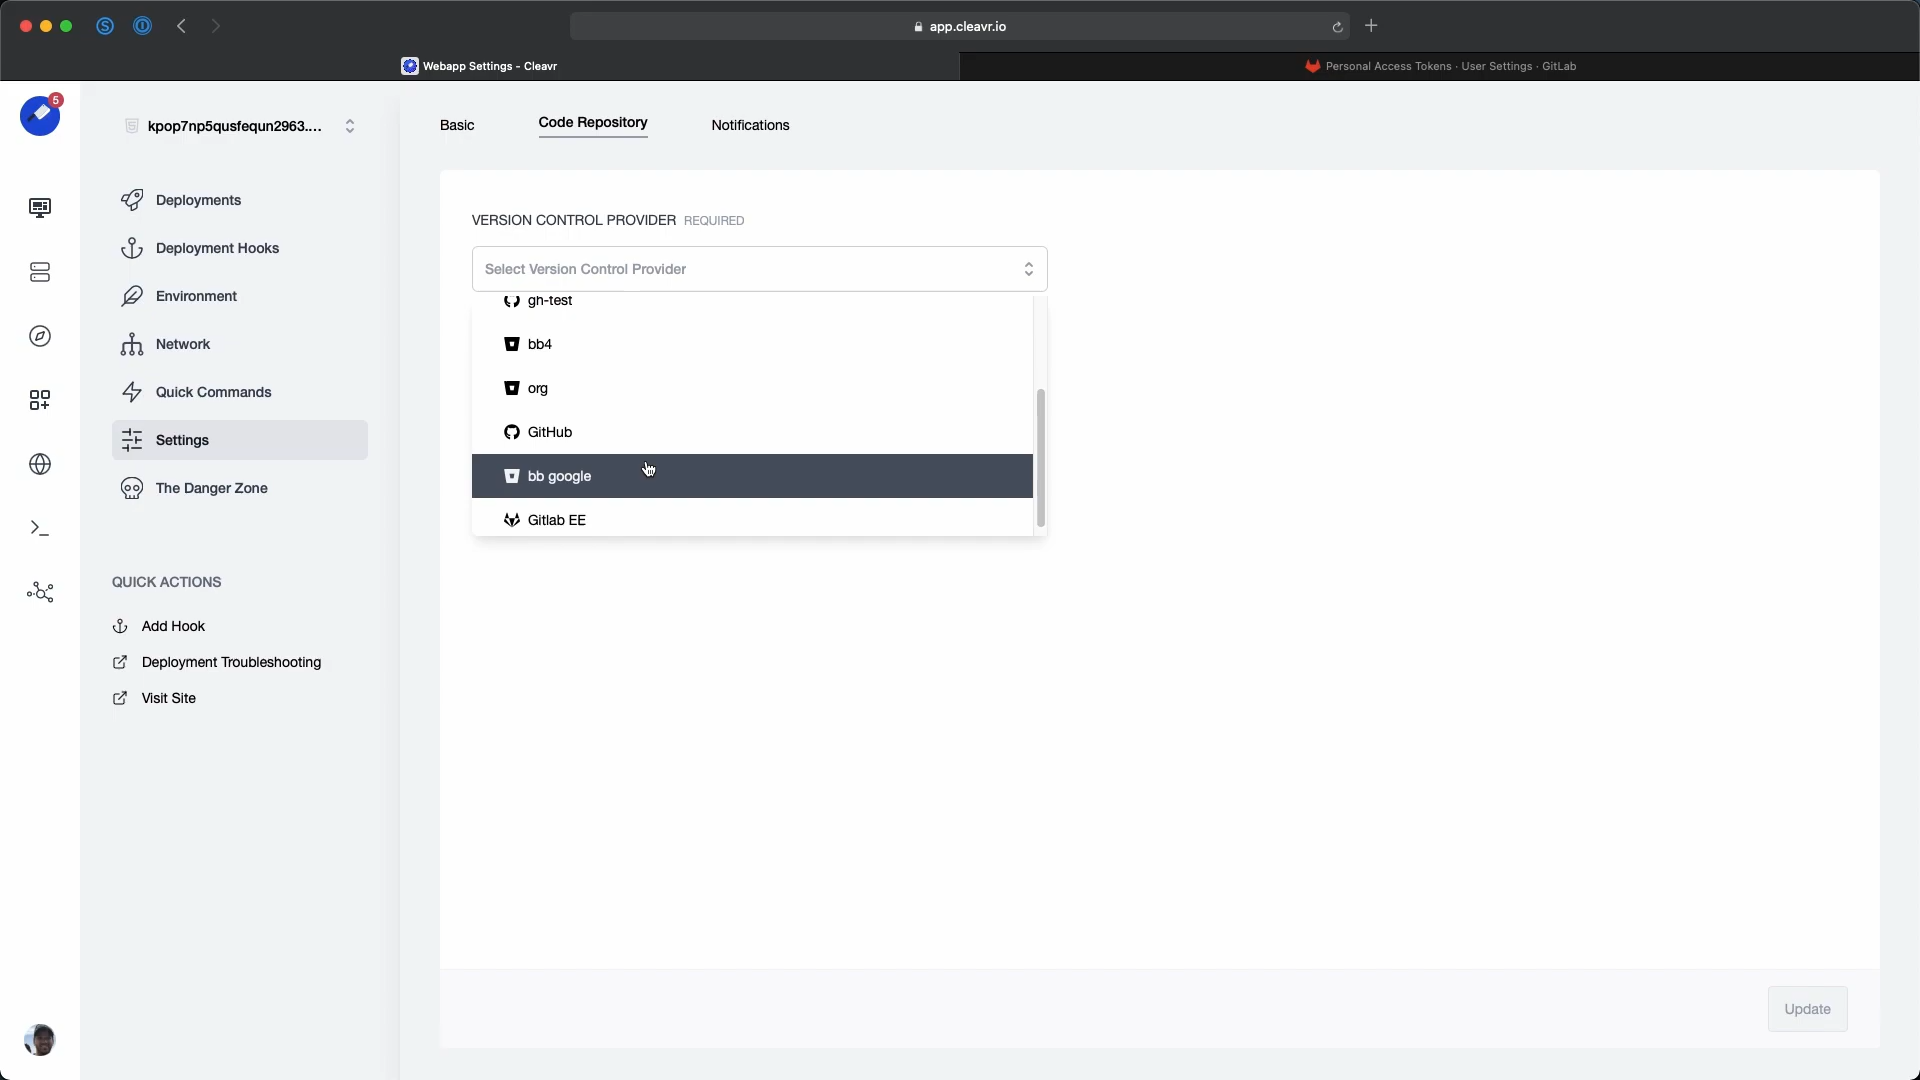 app.cleavr.io
Webapp Settings - Cleavr
Personal Access Tokens · User Settings · GitLab
5
kpop7np5qusfequn2963....
Deployments
Deployment Hooks
Environment
Network
Quick Commands
Settings
The Danger Zone
QUICK ACTIONS
Add Hook
Deployment Troubleshooting
Visit Site
Basic
Code Repository
Notifications
VERSION CONTROL PROVIDER REQUIRED
Select Version Control Provider
gh-test
bb4
org
GitHub
bb google
Gitlab EE
Update